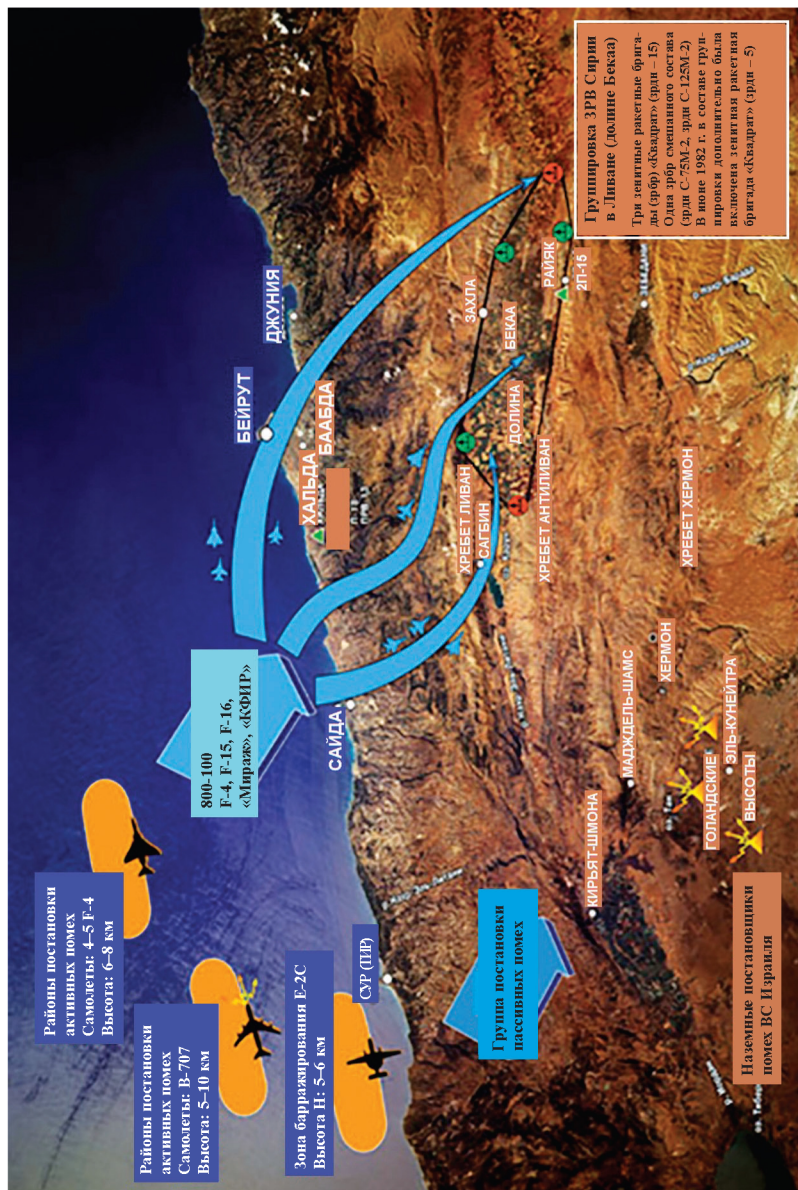 Районы постановки
активных помех
Самолеты: 4–5 F-4
Высота: 6–8 км
Районы постановки
активных помех
Самолеты: В-707
Высота: 5–10 км
Зона барражирования Е-2С
Высота Н: 5–6 км
800-100
F-4, F-15, F-16,
«Мираж», «КФИР»
БЕЙРУТ
ДЖУНИЯ
ХАЛЬДА
БААБДА
САЙДА
СУР (ТИР)
ЗАХЛА
БЕКАА
ДОЛИНА
РАЙЯК
2П-15
ХРЕБЕТ ЛИВАН
САГБИН
ХРЕБЕТ АНТИЛИВАН
ХРЕБЕТ ХЕРМОН
ХЕРМОН
МАДЖДЕЛЬ-ШАМС
КИРЬЯТ-ШМОНА
ГОЛАНДСКИЕ
ВЫСОТЫ
ЭЛЬ-КУНЕЙТРА
Группа постановки
пассивных помех
Наземные постановщики
помех ВС Израиля
Группировка ЗРВ Сирии
в Ливане (долине Бекаа)
Три зенитные ракетные брига-
ды (зрбр) «Квадрат» (зрдн – 15)
Одна зрбр смешанного состава
(зрдн С-75М-2, зрдн С-125М-2)
В июне 1982 г. в составе груп-
пировки дополнительно была
включена зенитная ракетная
бригада «Квадрат» (зрдн – 5)